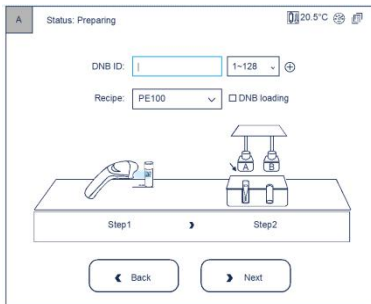 A Status: Preparing 20.5°C
DNB ID: 1~128
Recipe: PE100 DNB loading
A B
Step1 Step2
Back Next